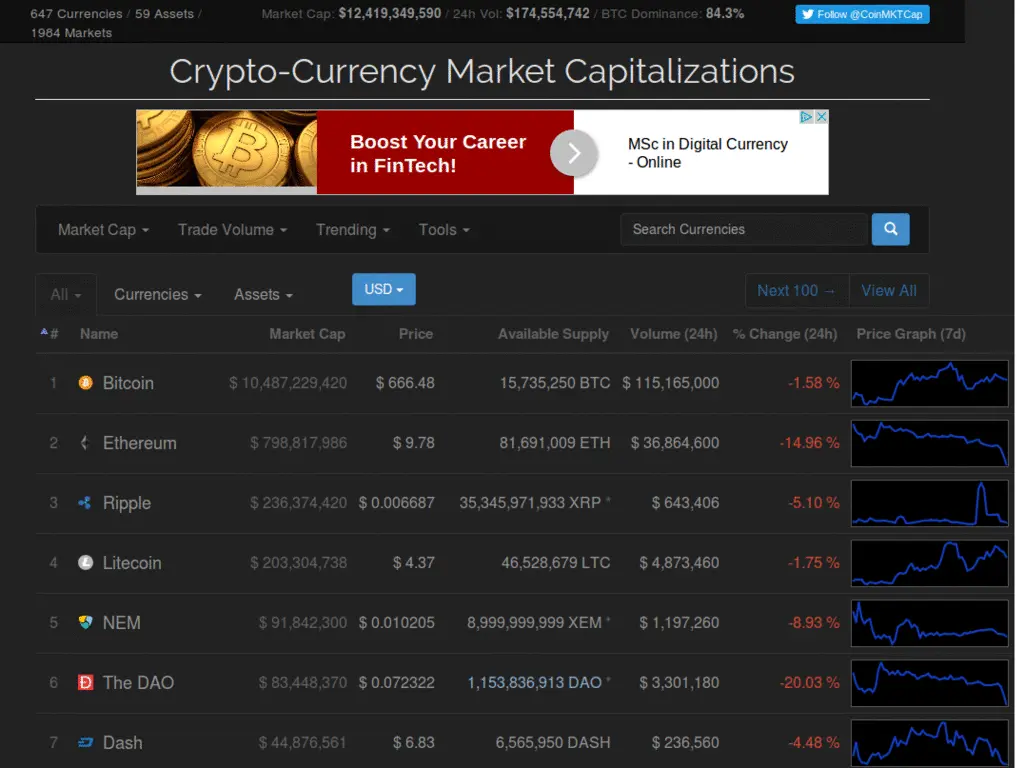 647 Currencies / 59 Assets / Market Cap: $12,419,349,590 / 24h Vol: $174,554,742 / BTC Dominance: 84.3% Follow @CoinMKTCap
1984 Markets
Crypto-Currency Market Capitalizations
Boost Your Career
in FinTech!
MSc in Digital Currency
- Online
Market Cap Trade Volume Trending Tools Search Currencies
All Currencies Assets USD Next 100 → View All
# Name Market Cap Price Available Supply Volume (24h) % Change (24h) Price Graph (7d)
1 Bitcoin $ 10,487,229,420 $ 666.48 15,735,250 BTC $ 115,165,000 -1.58 %
2 Ethereum $ 798,817,986 $ 9.78 81,691,009 ETH $ 36,864,600 -14.96 %
3 Ripple $ 236,374,420 $ 0.006687 35,345,971,933 XRP * $ 643,406 -5.10 %
4 Litecoin $ 203,304,738 $ 4.37 46,528,679 LTC $ 4,873,460 -1.75 %
5 NEM $ 91,842,300 $ 0.010205 8,999,999,999 XEM * $ 1,197,260 -8.93 %
6 The DAO $ 83,448,370 $ 0.072322 1,153,836,913 DAO * $ 3,301,180 -20.03 %
7 Dash $ 44,876,561 $ 6.83 6,565,950 DASH $ 236,560 -4.48 %